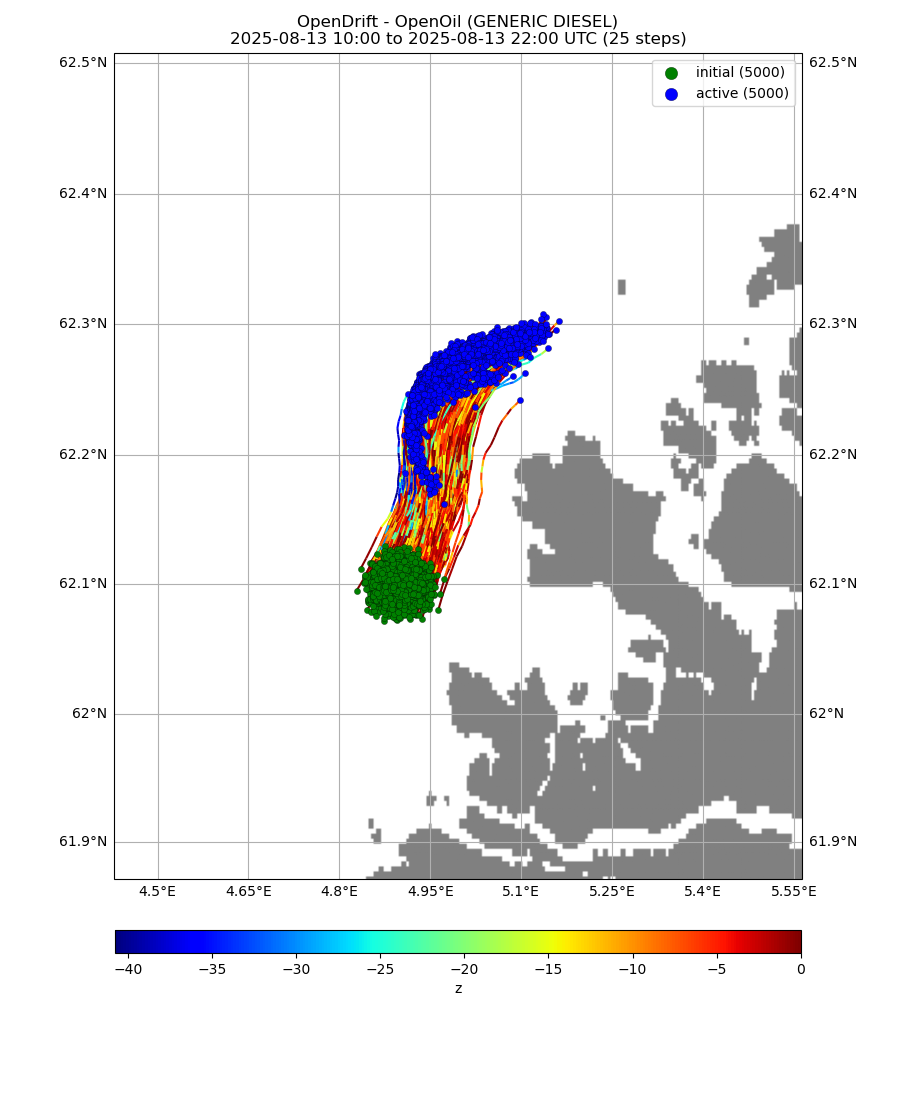 OpenDrift - OpenOil (GENERIC DIESEL)
2025-08-13 10:00 to 2025-08-13 22:00 UTC (25 steps)
initial (5000)
active (5000)
62.5°N 62.5°N
62.4°N 62.4°N
62.3°N 62.3°N
62.2°N 62.2°N
62.1°N 62.1°N
62°N 62°N
61.9°N 61.9°N
4.5°E 4.65°E 4.8°E 4.95°E 5.1°E 5.25°E 5.4°E 5.55°E
−40 −35 −30 −25 −20 −15 −10 −5 0
z